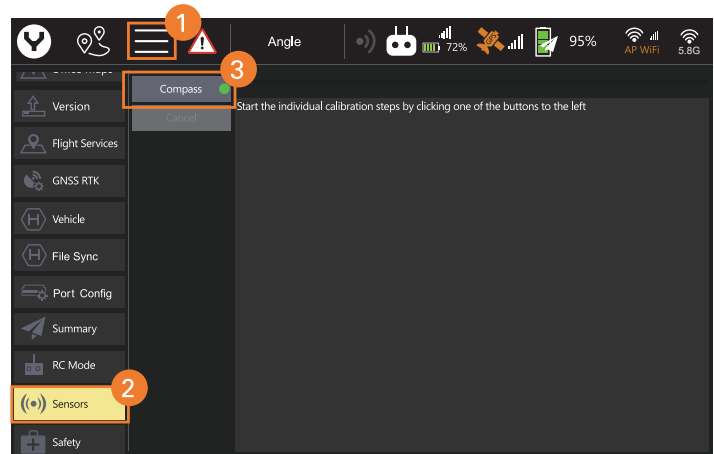 1
Angle
72%
95%
AP WiFi
5.8G
3
Compass
Version
Cancel
Start the individual calibration steps by clicking one of the buttons to the left
Flight Services
GNSS RTK
Vehicle
File Sync
Port Config
Summary
RC Mode
2
Sensors
Safety